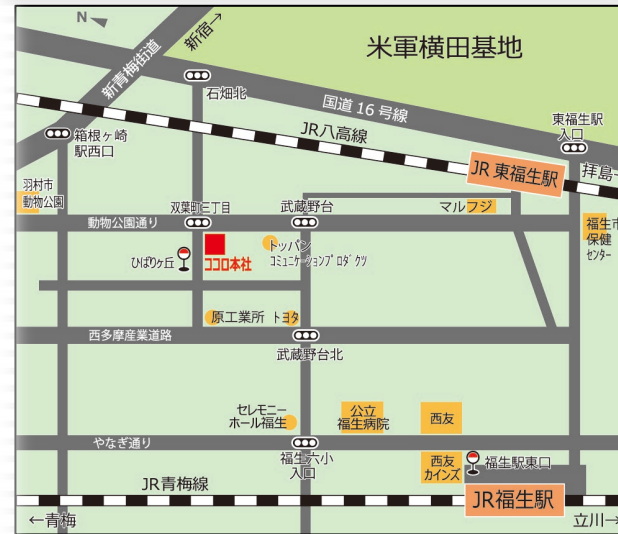 N
新青梅街道
新宿→
米軍横田基地
石畑北
国道16号線
東福生駅
入口
箱根ヶ崎
駅西口
JR八高線
JR 東福生駅
拝島→
羽村市
動物公園
双葉町三丁目
武蔵野台
マルフジ
動物公園通り
福生市
保健
センター
トッパン
コミュニケーションプロダクツ
ひばりヶ丘
ココロ本社
原工業所
トヨタ
西多摩産業道路
武蔵野台北
セレモニー
ホール福生
公立
福生病院
西友
やなぎ通り
福生六小
入口
西友
カインズ
福生駅東口
JR青梅線
JR福生駅
←青梅
立川→